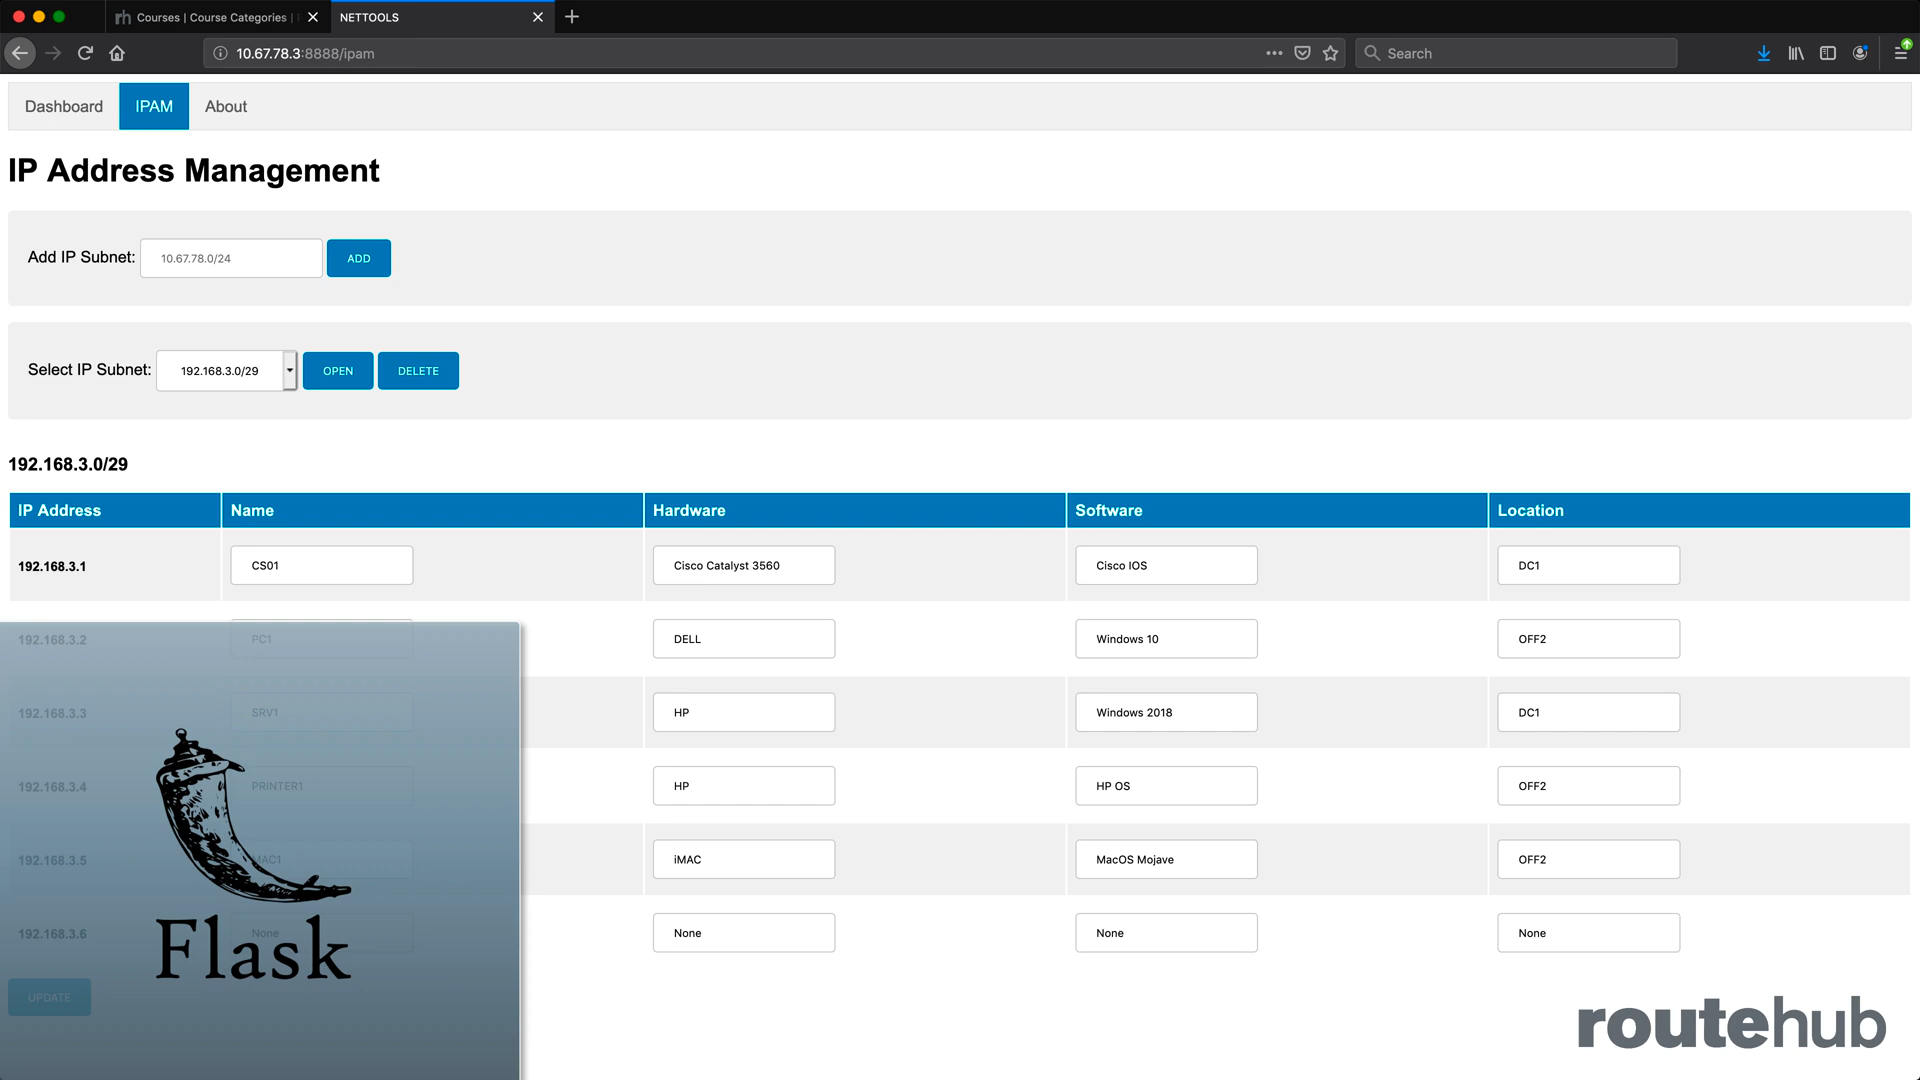 Courses | Course Categories |
NETTOOLS
10.67.78.3:8888/ipam
Search
Dashboard IPAM About
IP Address Management
Add IP Subnet: 10.67.78.0/24 ADD
Select IP Subnet: 192.168.3.0/29 OPEN DELETE
192.168.3.0/29
IP Address Name Hardware Software Location
192.168.3.1 CS01 Cisco Catalyst 3560 Cisco IOS DC1
192.168.3.2 PC1 DELL Windows 10 OFF2
192.168.3.3 SRV1 HP Windows 2018 DC1
192.168.3.4 PRINTER1 HP HP OS OFF2
192.168.3.5 MAC1 iMAC MacOS Mojave OFF2
192.168.3.6 None None None None
UPDATE
Flask
routehub